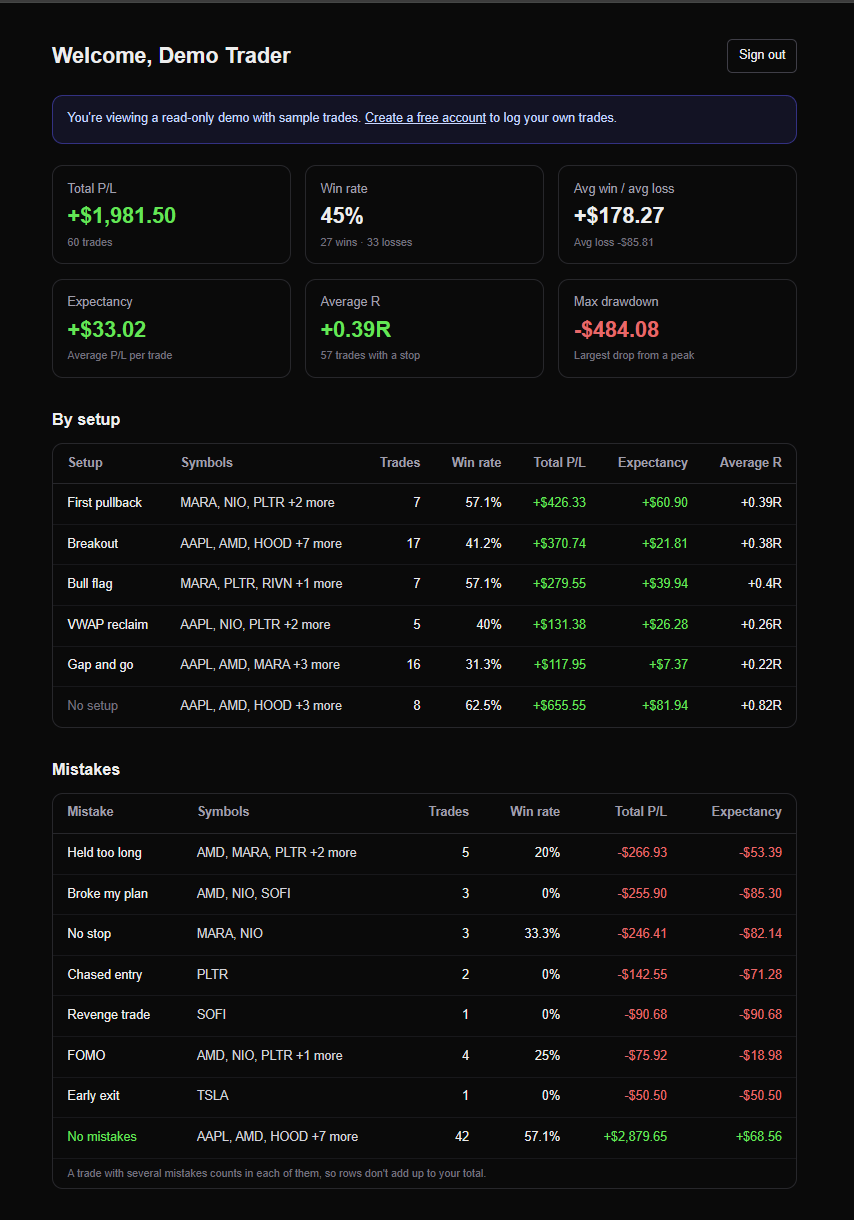 Welcome, Demo Trader
Sign out
You're viewing a read-only demo with sample trades. Create a free account to log your own trades.
Total P/L
+$1,981.50
60 trades
Win rate
45%
27 wins · 33 losses
Avg win / avg loss
+$178.27
Avg loss -$85.81
Expectancy
+$33.02
Average P/L per trade
Average R
+0.39R
57 trades with a stop
Max drawdown
-$484.08
Largest drop from a peak
By setup
Setup Symbols Trades Win rate Total P/L Expectancy Average R
First pullback MARA, NIO, PLTR +2 more 7 57.1% +$426.33 +$60.90 +0.39R
Breakout AAPL, AMD, HOOD +7 more 17 41.2% +$370.74 +$21.81 +0.38R
Bull flag MARA, PLTR, RIVN +1 more 7 57.1% +$279.55 +$39.94 +0.4R
VWAP reclaim AAPL, NIO, PLTR +2 more 5 40% +$131.38 +$26.28 +0.26R
Gap and go AAPL, AMD, MARA +3 more 16 31.3% +$117.95 +$7.37 +0.22R
No setup AAPL, AMD, HOOD +3 more 8 62.5% +$655.55 +$81.94 +0.82R
Mistakes
Mistake Symbols Trades Win rate Total P/L Expectancy
Held too long AMD, MARA, PLTR +2 more 5 20% -$266.93 -$53.39
Broke my plan AMD, NIO, SOFI 3 0% -$255.90 -$85.30
No stop MARA, NIO 3 33.3% -$246.41 -$82.14
Chased entry PLTR 2 0% -$142.55 -$71.28
Revenge trade SOFI 1 0% -$90.68 -$90.68
FOMO AMD, NIO, PLTR +1 more 4 25% -$75.92 -$18.98
Early exit TSLA 1 0% -$50.50 -$50.50
No mistakes AAPL, AMD, HOOD +7 more 42 57.1% +$2,879.65 +$68.56
A trade with several mistakes counts in each of them, so rows don't add up to your total.